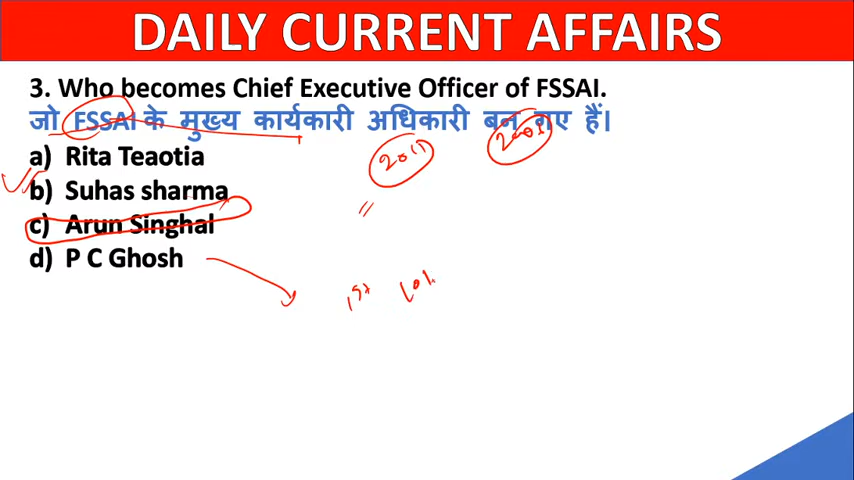 DAILY CURRENT AFFAIRS
3. Who becomes Chief Executive Officer of FSSAI.
जो FSSAI के मुख्य कार्यकारी अधिकारी बन गए हैं।
a) Rita Teaotia
b) Suhas sharma
c) Arun Singhal
d) P C Ghosh
1st